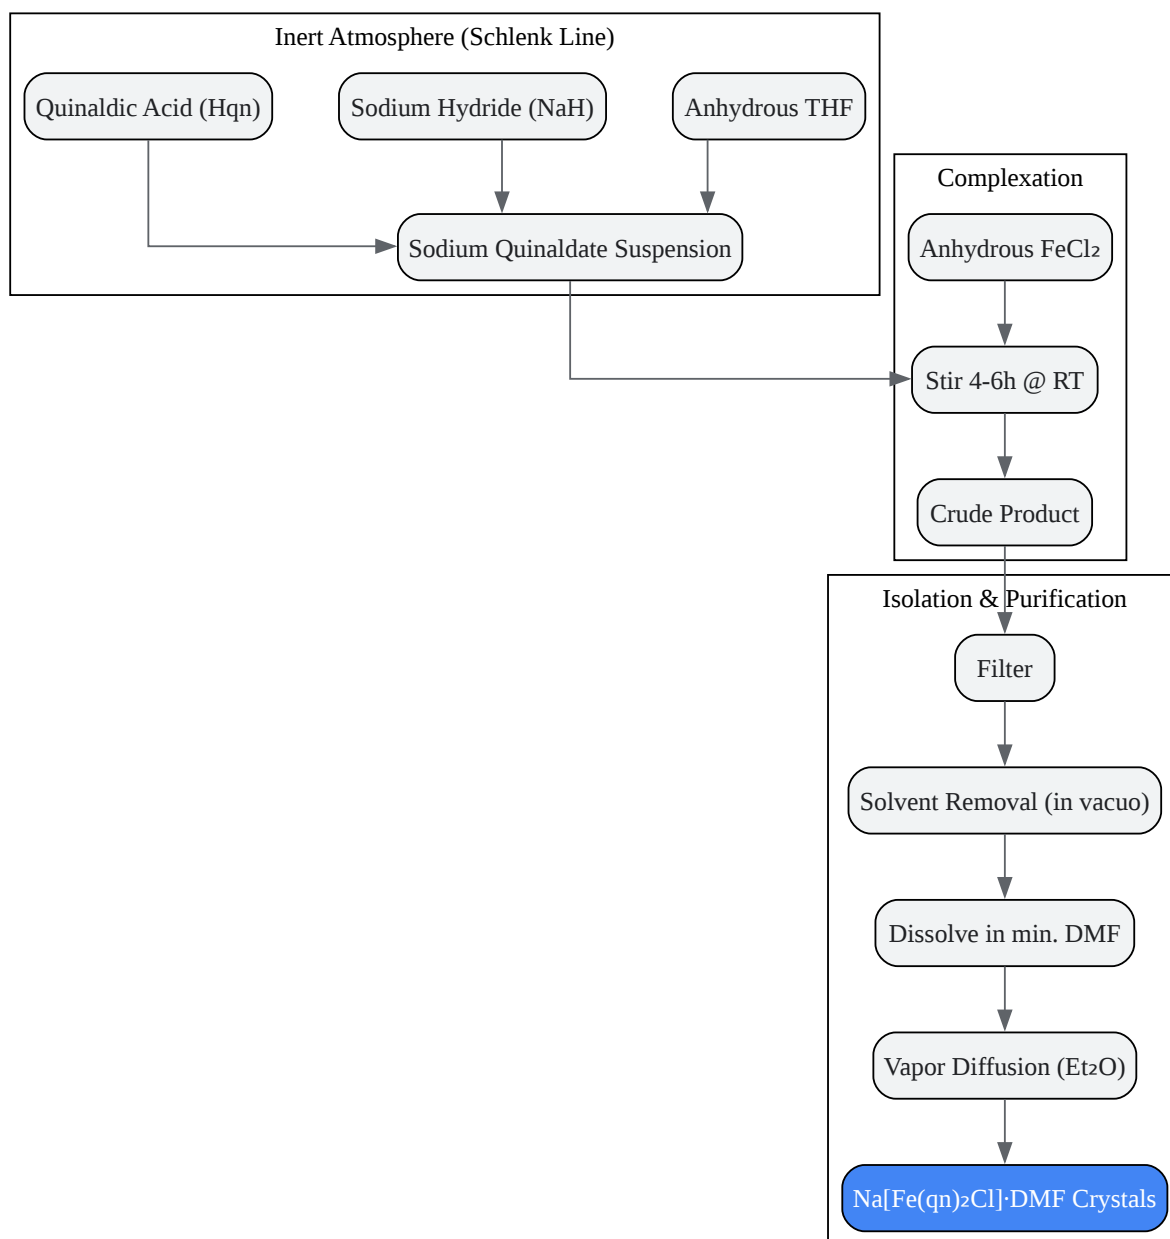 Inert Atmosphere (Schlenk Line)
Quinaldic Acid (Hqn)
Sodium Hydride (NaH)
Anhydrous THF
Sodium Quinaldate Suspension
Complexation
Anhydrous FeCl₂
Stir 4-6h @ RT
Crude Product
Isolation & Purification
Filter
Solvent Removal (in vacuo)
Dissolve in min. DMF
Vapor Diffusion (Et₂O)
Na[Fe(qn)₂Cl]·DMF Crystals